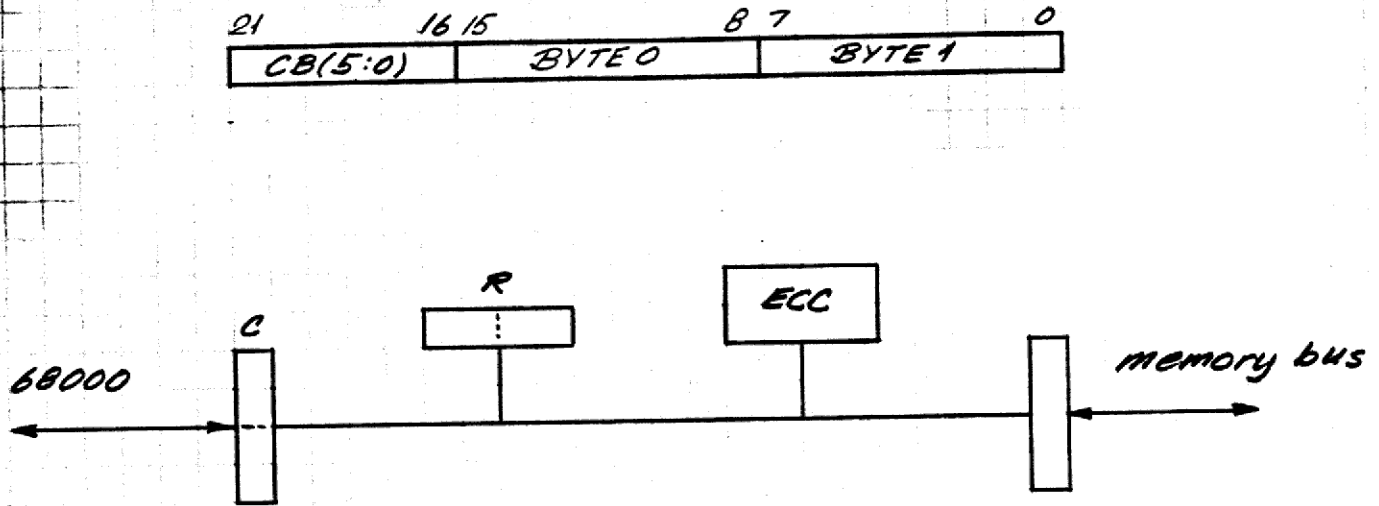 21 16 15 8 7 0
CB(5:0) BYTE 0 BYTE 1
R
ECC
C
68000
memory bus